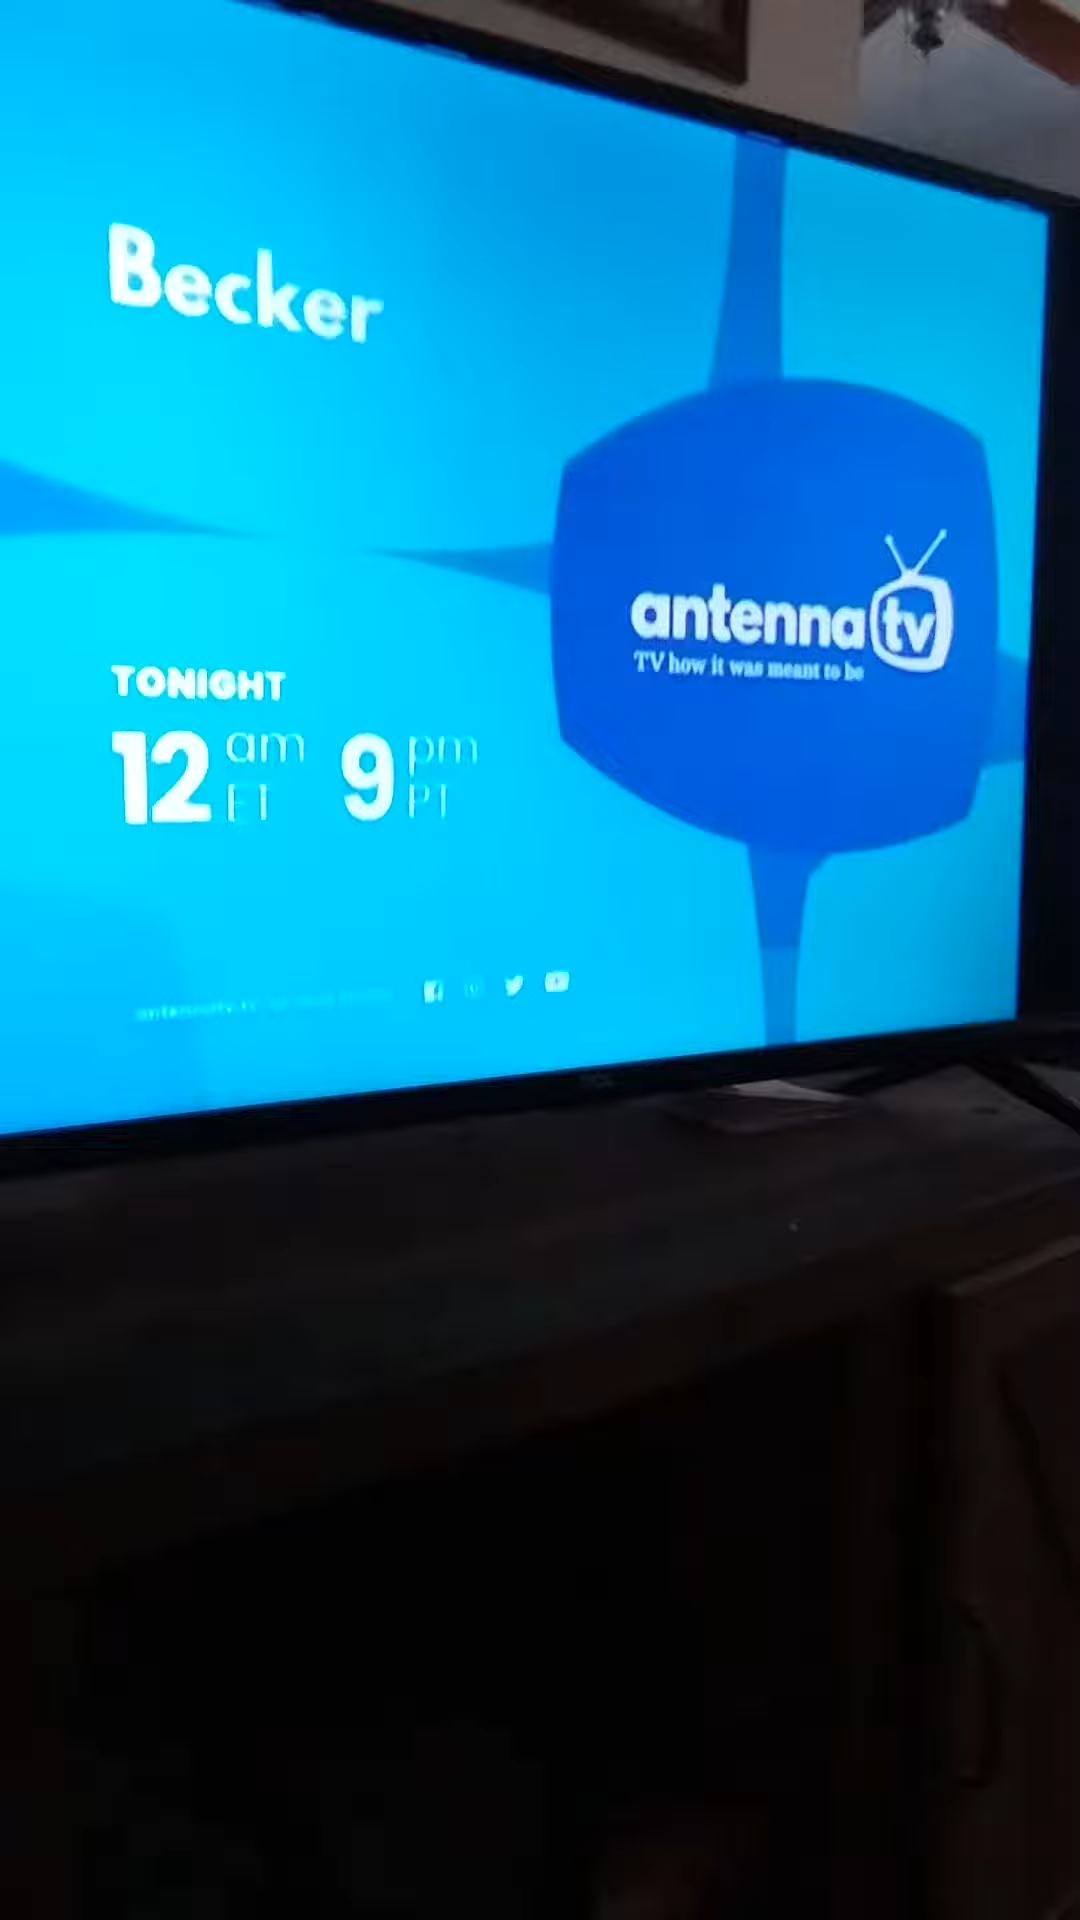 Becker
antenna tv
TV how it was meant to be
TONIGHT
12 am ET 9 pm PT